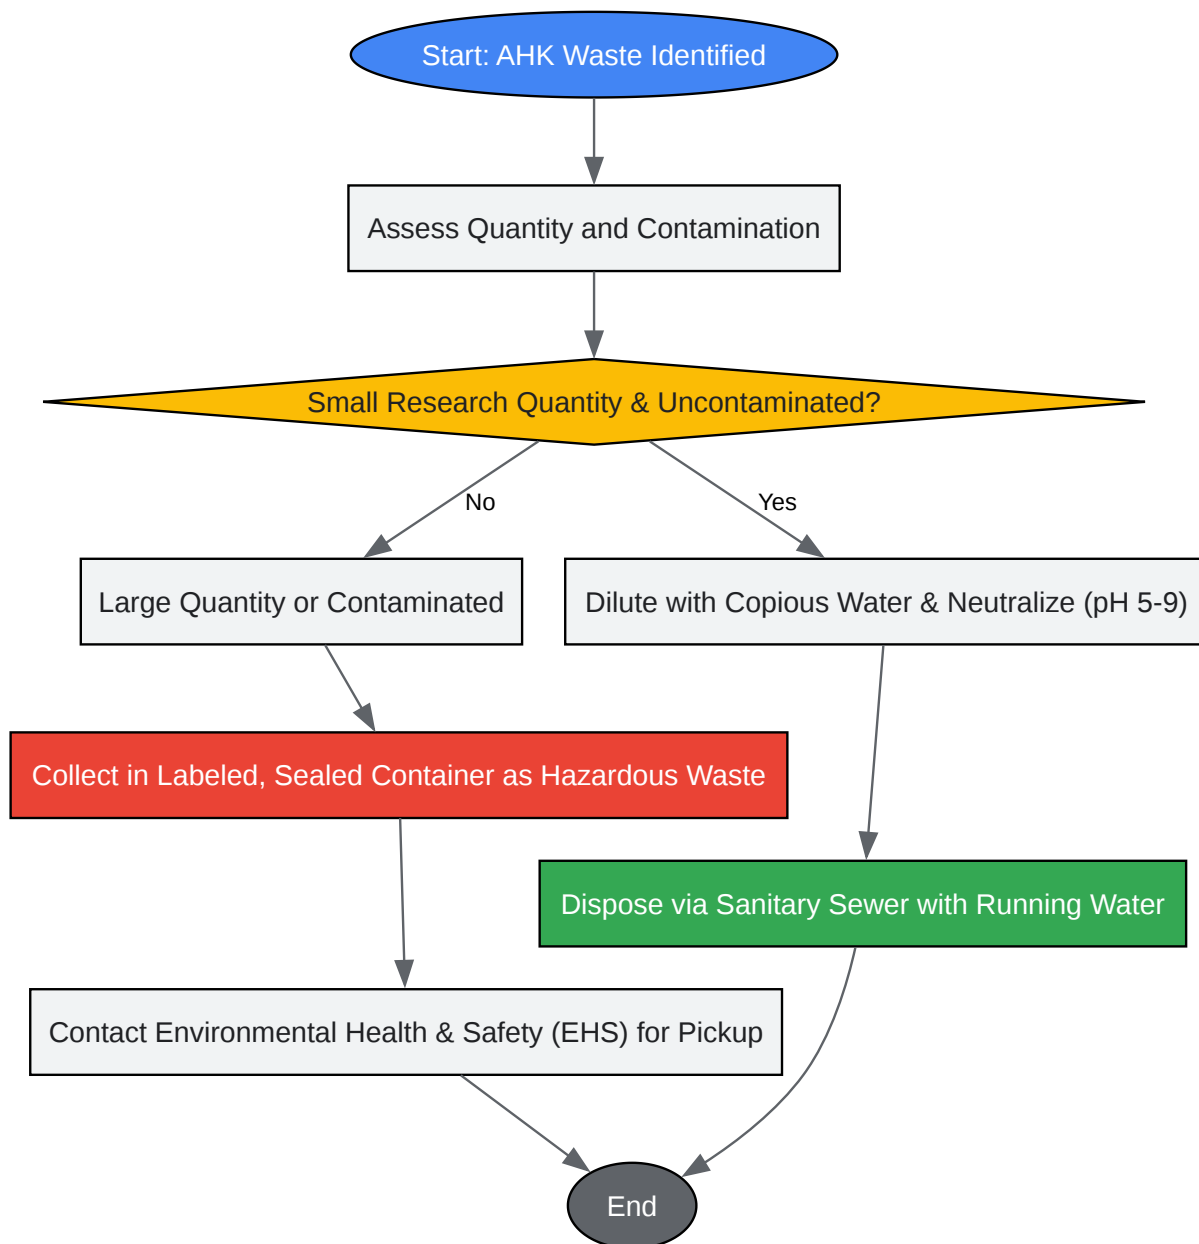 Start: AHK Waste Identified
Assess Quantity and Contamination
Small Research Quantity & Uncontaminated?
No
Yes
Large Quantity or Contaminated
Dilute with Copious Water & Neutralize (pH 5-9)
Collect in Labeled, Sealed Container as Hazardous Waste
Dispose via Sanitary Sewer with Running Water
Contact Environmental Health & Safety (EHS) for Pickup
End